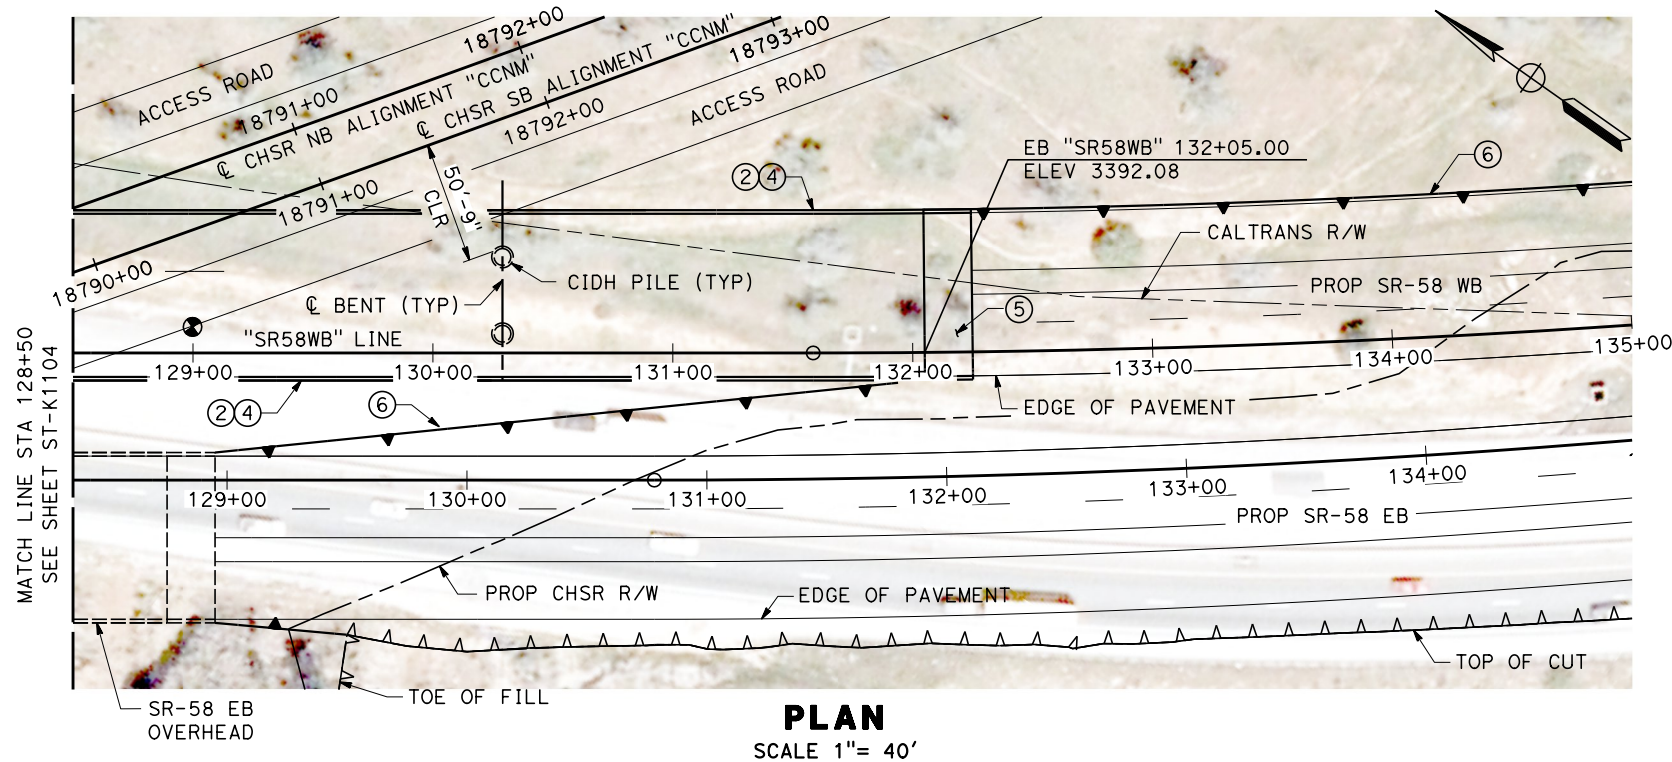 18792+00
18793+00
ACCESS ROAD
18791+00
℄ CHSR NB ALIGNMENT "CCNM"
℄ CHSR SB ALIGNMENT "CCNM"
18792+00
ACCESS ROAD
18791+00
18790+00
50'-9"
CLR
2 4
EB "SR58WB" 132+05.00
ELEV 3392.08
6
CALTRANS R/W
CIDH PILE (TYP)
℄ BENT (TYP)
PROP SR-58 WB
5
"SR58WB" LINE
129+00
130+00
131+00
132+00
133+00
134+00
135+00
2 4
6
EDGE OF PAVEMENT
MATCH LINE STA 128+50
SEE SHEET ST-K1104
129+00
130+00
131+00
132+00
133+00
134+00
PROP SR-58 EB
PROP CHSR R/W
EDGE OF PAVEMENT
TOP OF CUT
TOE OF FILL
SR-58 EB
OVERHEAD
PLAN
SCALE 1"= 40'